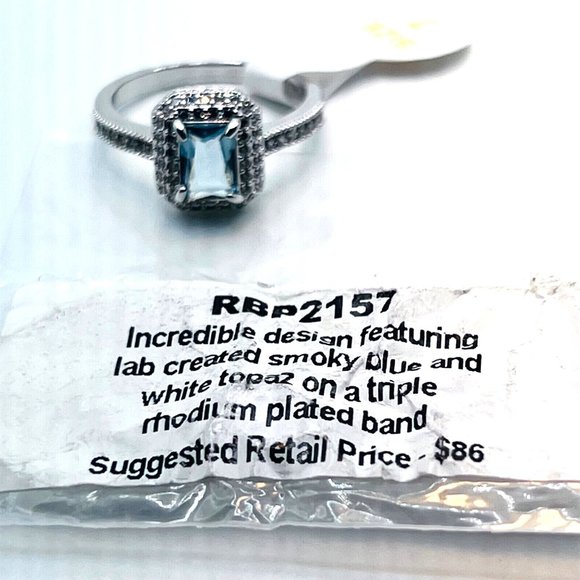 RBP2157
Incredible design featuring
lab created smoky blue and
white topaz on a triple
rhodium plated band
Suggested Retail Price - $86